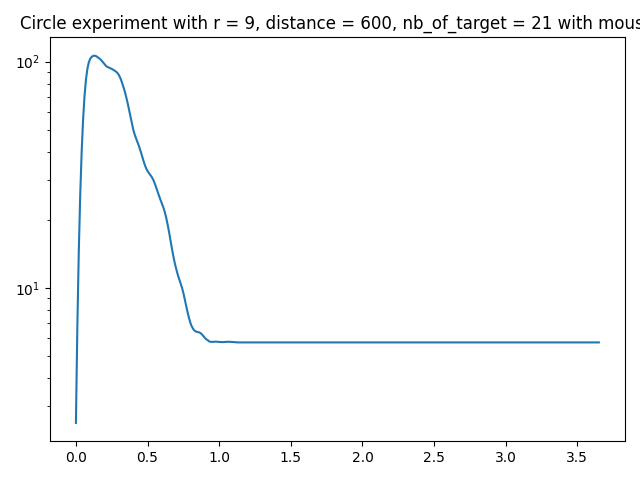 Circle experiment with r = 9, distance = 600, nb_of_target = 21 with mous
10²
10¹
0.0 0.5 1.0 1.5 2.0 2.5 3.0 3.5